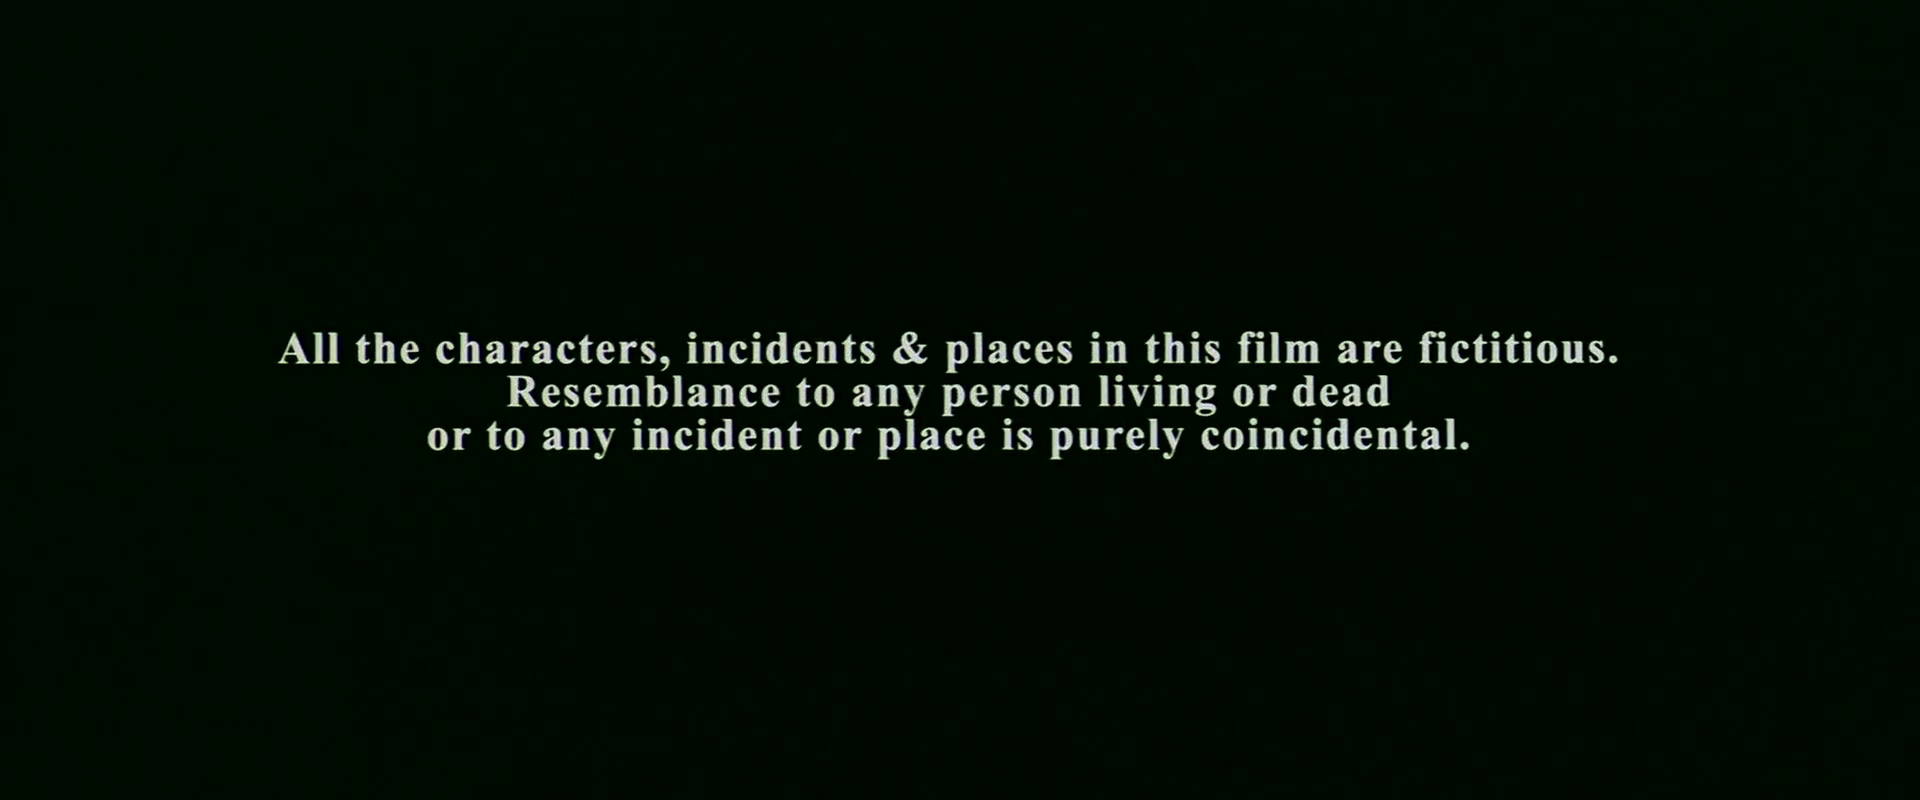 All the characters, incidents & places in this film are fictitious.
Resemblance to any person living or dead
or to any incident or place is purely coincidental.